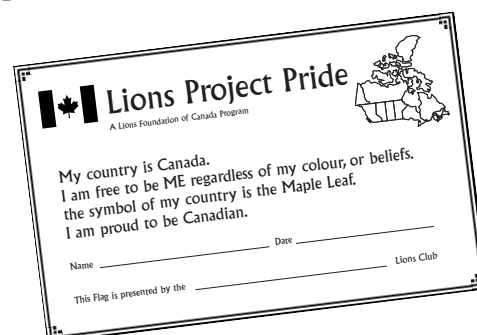 Lions Project Pride
A Lions Foundation of Canada Program
My country is Canada.
I am free to be ME regardless of my colour, or beliefs.
the symbol of my country is the Maple Leaf.
I am proud to be Canadian.
Name Date
This Flag is presented by the Lions Club